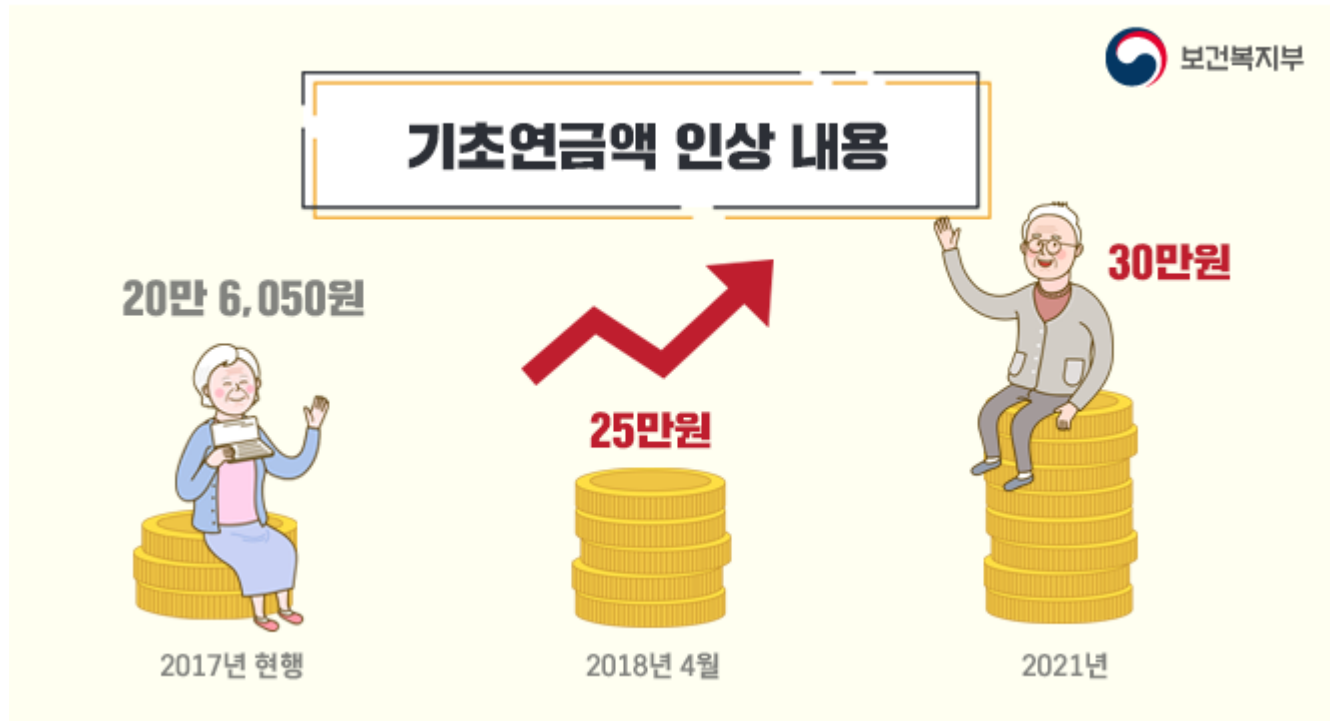 보건복지부
기초연금액 인상 내용
20만 6,050원
25만원
30만원
2017년 현행
2018년 4월
2021년